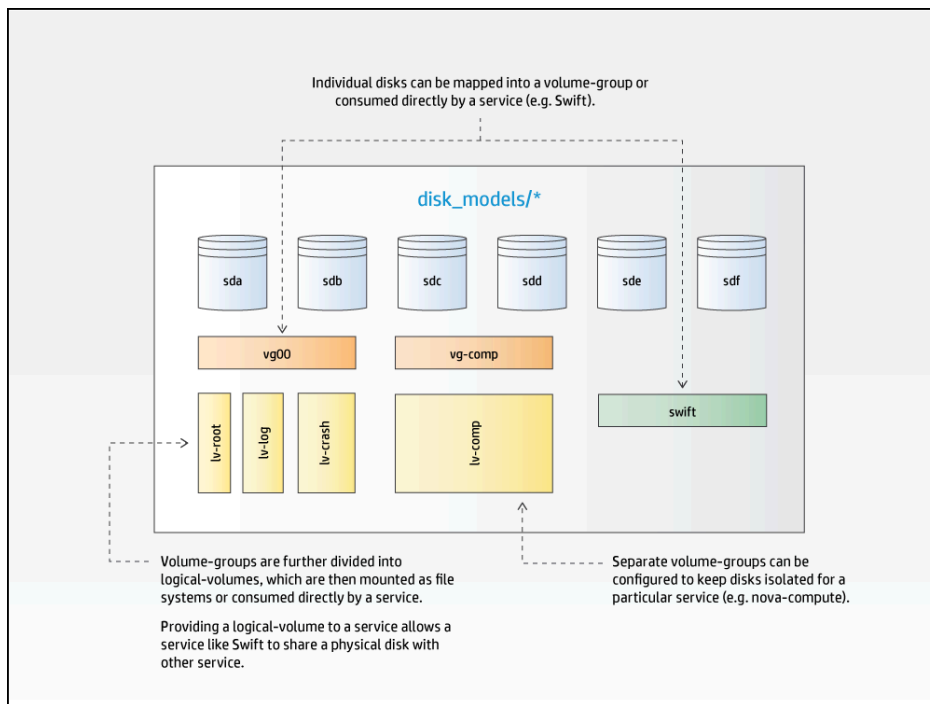 Individual disks can be mapped into a volume-group or
consumed directly by a service (e.g. Swift).
disk_models/*
sda
sdb
sdc
sdd
sde
sdf
vg00
vg-comp
swift
lv-root
lv-log
lv-crash
lv-comp
Volume-groups are further divided into
logical-volumes, which are then mounted as file
systems or consumed directly by a service.
Providing a logical-volume to a service allows a
service like Swift to share a physical disk with
other service.
Separate volume-groups can be
configured to keep disks isolated for a
particular service (e.g. nova-compute).